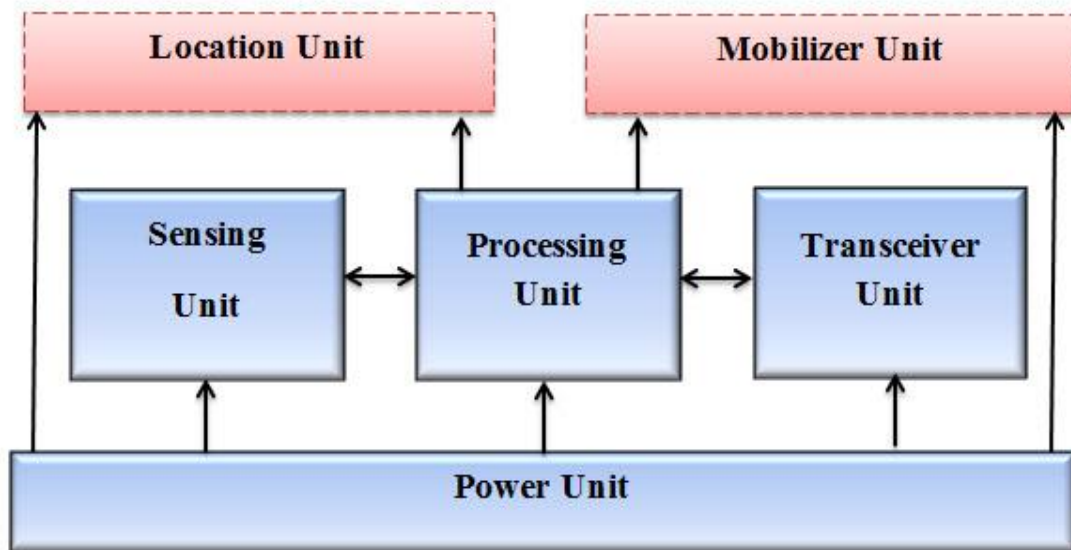 Location Unit
Mobilizer Unit
Sensing
Unit
Processing
Unit
Transceiver
Unit
Power Unit